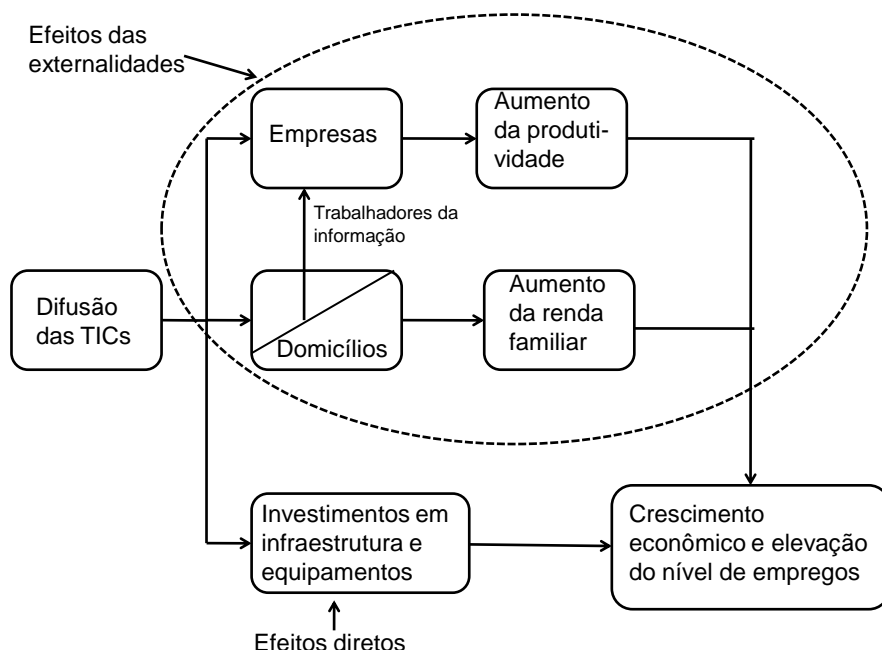 Efeitos das
externalidades
Empresas
Aumento
da produti-
vidade
Trabalhadores da
informação
Difusão
das TICs
Domicílios
Aumento
da renda
familiar
Investimentos em
infraestrutura e
equipamentos
Crescimento
econômico e elevação
do nível de empregos
Efeitos diretos